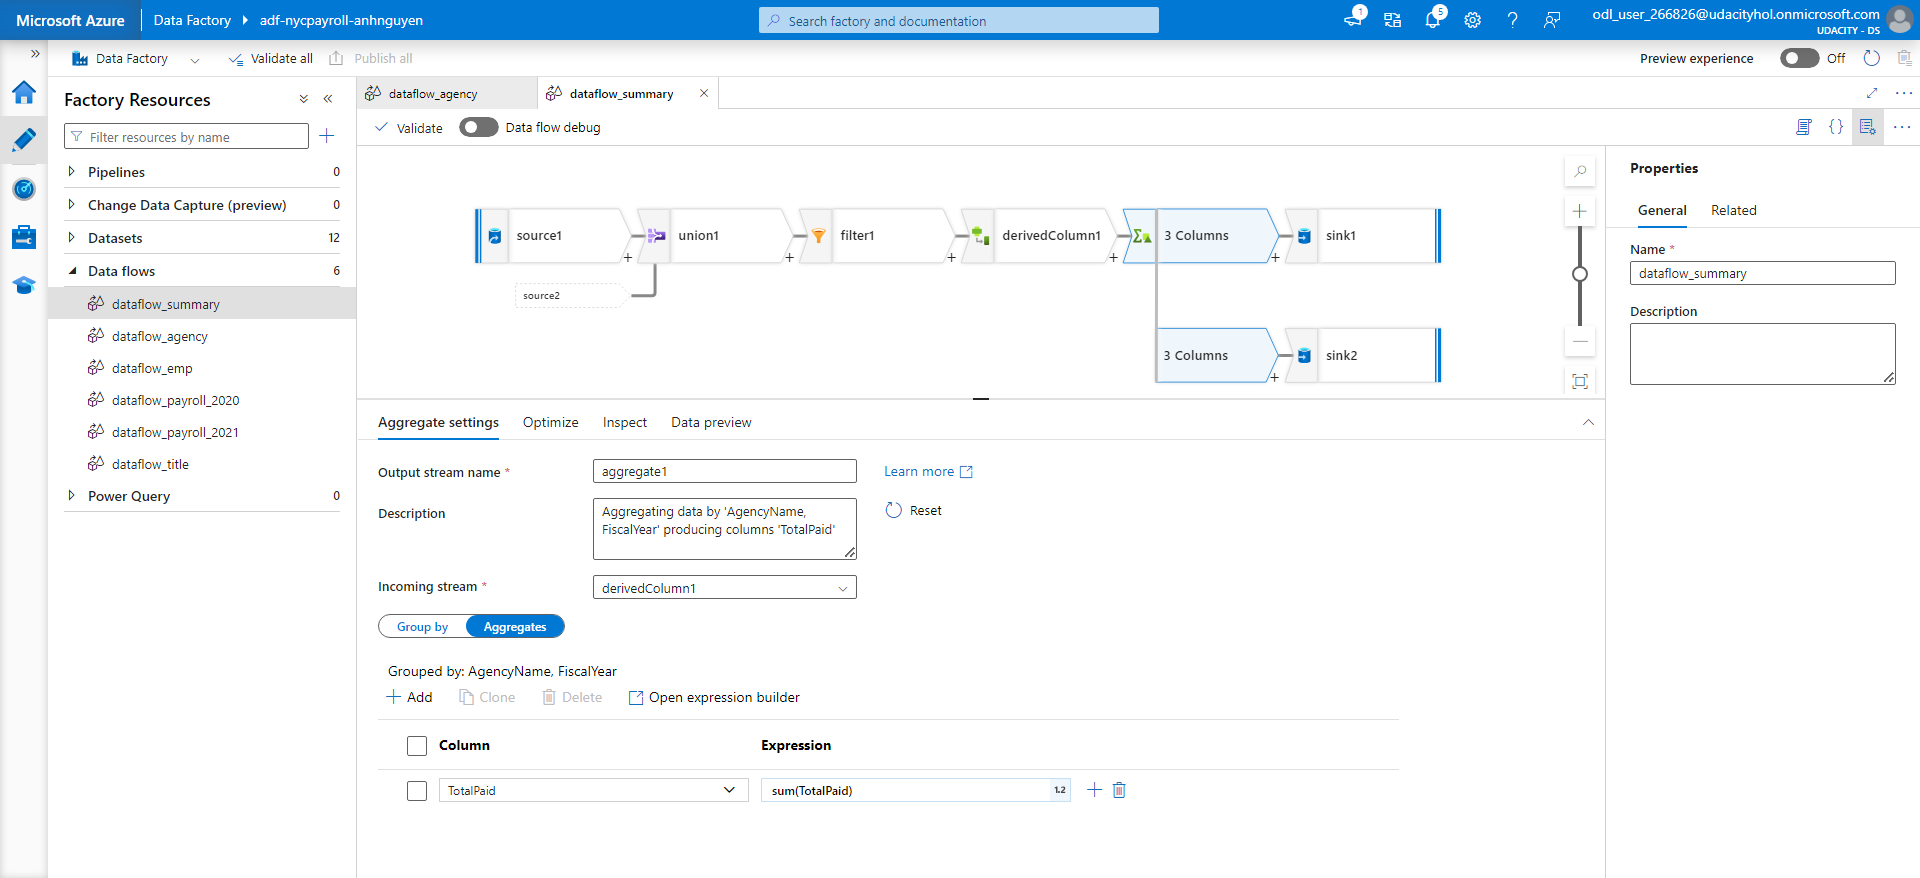 Microsoft Azure
Data Factory
adf-nycpayroll-anhnguyen
Search factory and documentation
1
5
odl_user_266826@udacityhol.onmicrosoft.com
UDACITY - DS
Data Factory
Validate all
Publish all
Preview experience
Off
Factory Resources
Filter resources by name
Pipelines 0
Change Data Capture (preview) 0
Datasets 12
Data flows 6
dataflow_summary
dataflow_agency
dataflow_emp
dataflow_payroll_2020
dataflow_payroll_2021
dataflow_title
Power Query 0
dataflow_agency
dataflow_summary
Validate
Data flow debug
source1
union1
filter1
derivedColumn1
3 Columns
sink1
source2
3 Columns
sink2
Aggregate settings
Optimize
Inspect
Data preview
Output stream name *
aggregate1
Learn more
Description
Aggregating data by 'AgencyName,
FiscalYear' producing columns 'TotalPaid'
Reset
Incoming stream *
derivedColumn1
Group by
Aggregates
Grouped by: AgencyName, FiscalYear
Add
Clone
Delete
Open expression builder
Column
Expression
TotalPaid
sum(TotalPaid)
1.2
Properties
General
Related
Name *
dataflow_summary
Description